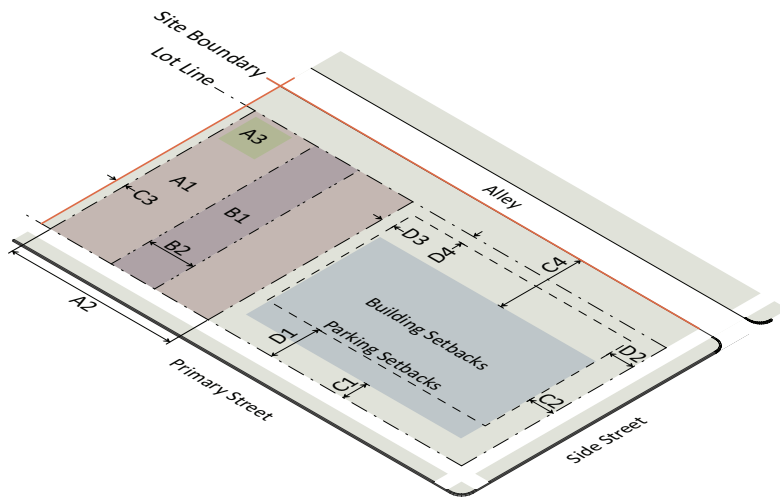 Site Boundary
Lot Line
A3
A1
C3
B1
B2
A2
Alley
D3
D4
C4
Building Setbacks
Parking Setbacks
D1
D2
C1
C2
Primary Street
Side Street